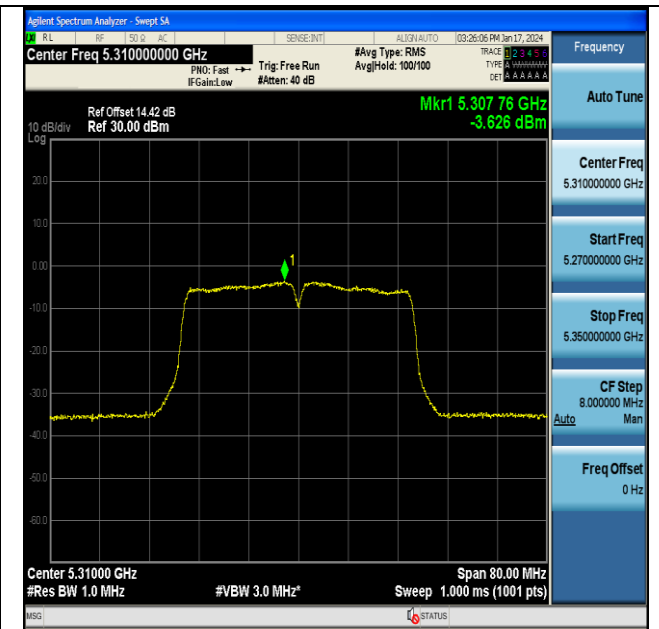 Agilent Spectrum Analyzer - Swept SA
RL RF 50 Ω AC SENSE:INT ALIGN AUTO 03:26:06 PM Jan 17, 2024
Center Freq 5.310000000 GHz
PNO: Fast
IFGain:Low
Trig: Free Run
#Atten: 40 dB
#Avg Type: RMS
Avg|Hold: 100/100
TRACE 1 2 3 4 5 6
TYPE A
DET A A A A A A
Ref Offset 14.42 dB
10 dB/div Ref 30.00 dBm
Log
Mkr1 5.307 76 GHz
-3.626 dBm
20.0
10.0
0.00
-10.0
-20.0
-30.0
-40.0
-50.0
-60.0
1
Center 5.31000 GHz
Span 80.00 MHz
#Res BW 1.0 MHz
#VBW 3.0 MHz*
Sweep 1.000 ms (1001 pts)
MSG
STATUS
Frequency
Auto Tune
Center Freq
5.310000000 GHz
Start Freq
5.270000000 GHz
Stop Freq
5.350000000 GHz
CF Step
8.000000 MHz
Auto Man
Freq Offset
0 Hz